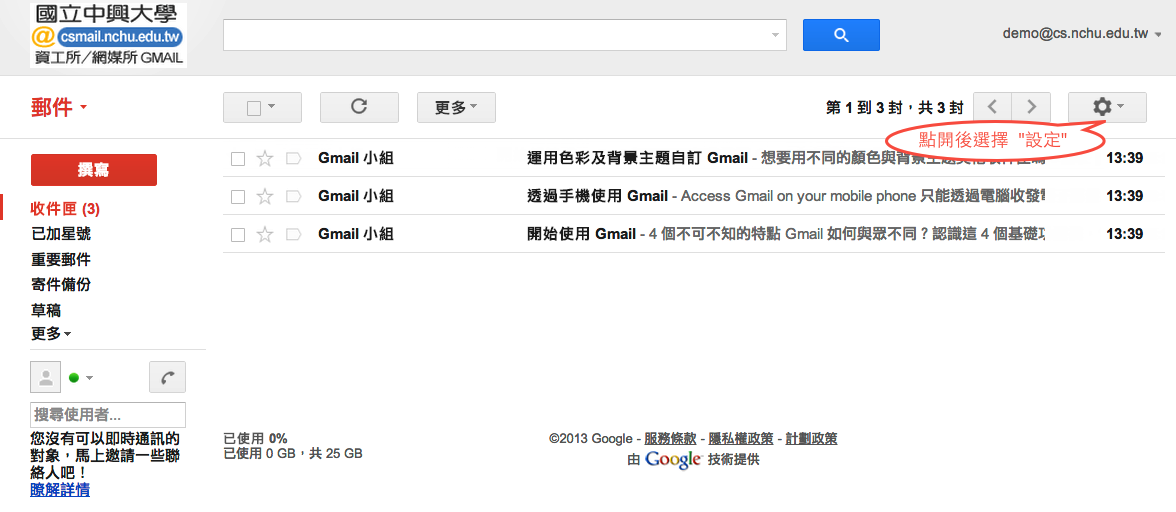 國立中興大學
@csmail.nchu.edu.tw
資工所/網媒所 GMAIL
demo@cs.nchu.edu.tw
郵件
更多
第 1 到 3 封，共 3 封
點開後選擇 "設定"
撰寫
Gmail 小組 運用色彩及背景主題自訂 Gmail - 想要用不同的顏色與背景主題 13:39
Gmail 小組 透過手機使用 Gmail - Access Gmail on your mobile phone 只能透過電腦收發 13:39
Gmail 小組 開始使用 Gmail - 4 個不可不知的特點 Gmail 如何與眾不同？認識這 4 個基礎 13:39
收件匣 (3)
已加星號
重要郵件
寄件備份
草稿
更多
搜尋使用者...
您沒有可以即時通訊的
對象，馬上邀請一些聯
絡人吧！
瞭解詳情
已使用 0%
已使用 0 GB，共 25 GB
©2013 Google - 服務條款 - 隱私權政策 - 計劃政策
由 Google 技術提供